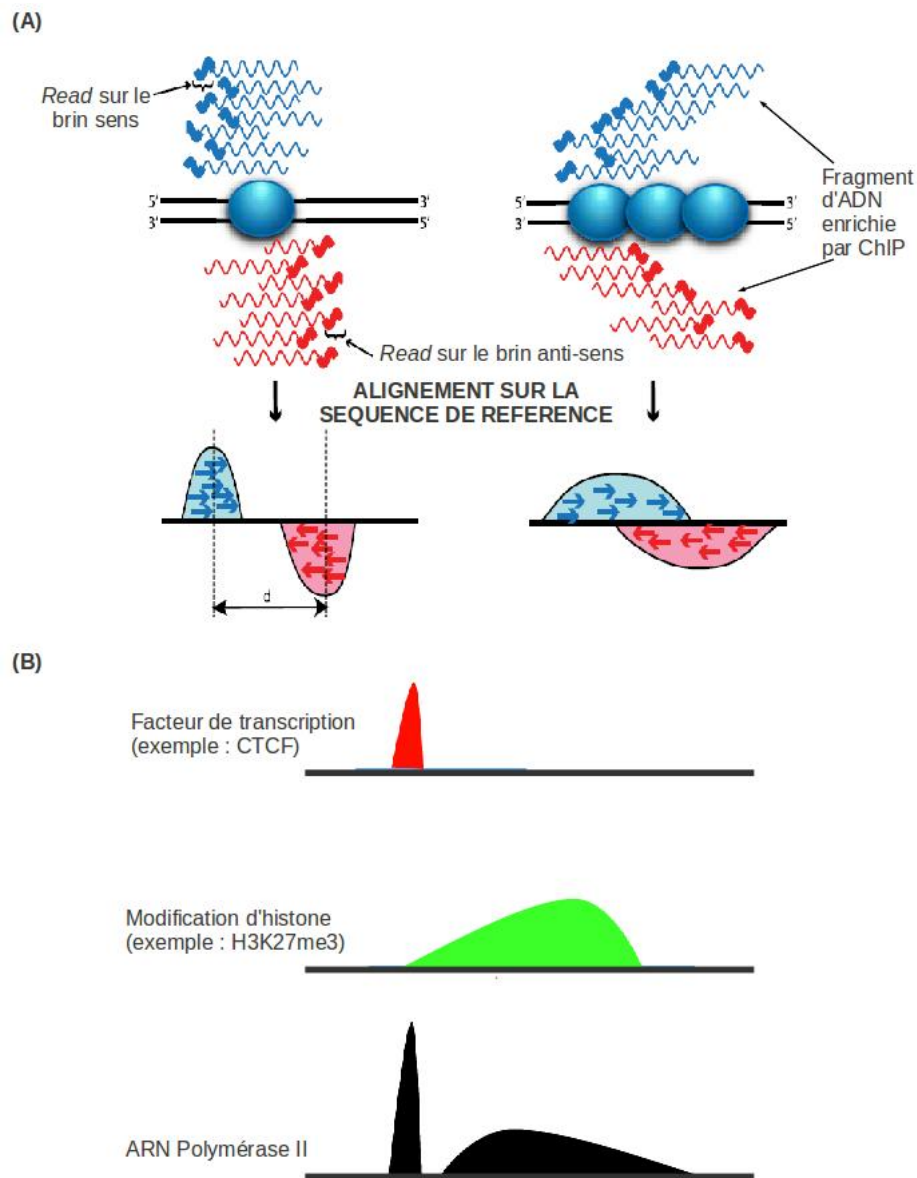 (A)
Read sur le
brin sens
5' 3'
3' 5'
5' 3'
3' 5'
Fragment
d'ADN
enrichie
par ChIP
Read sur le brin anti-sens
ALIGNEMENT SUR LA
SEQUENCE DE REFERENCE
d
(B)
Facteur de transcription
(exemple : CTCF)
Modification d'histone
(exemple : H3K27me3)
ARN Polymérase II